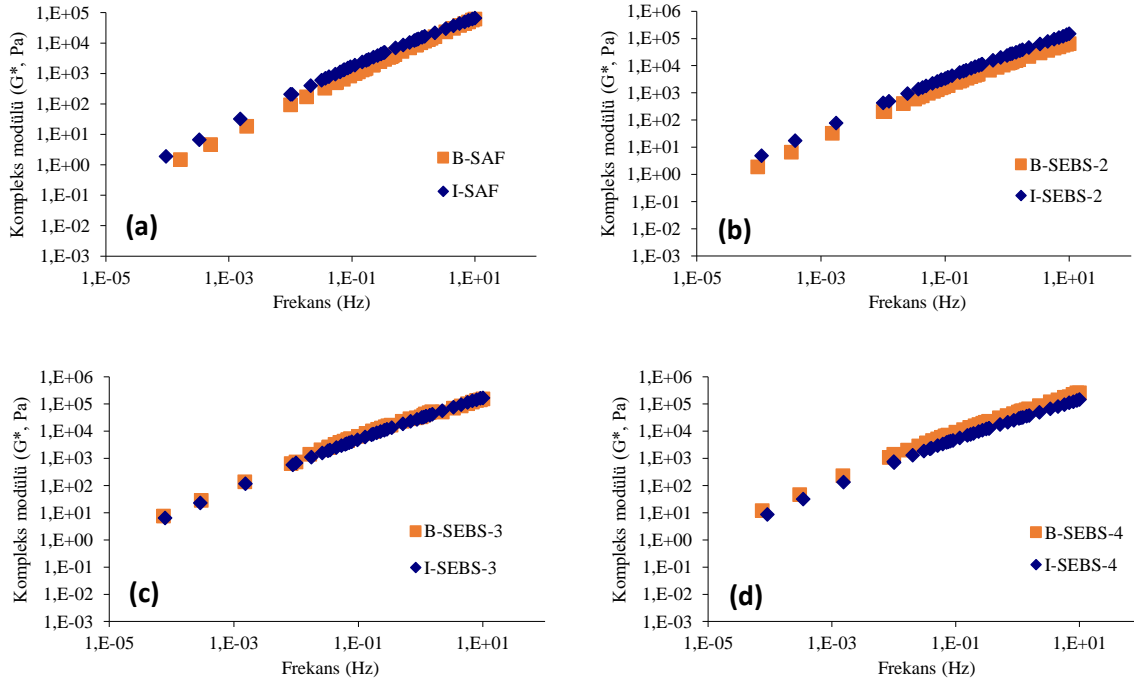 Kompleks modülü (G*, Pa)
1,E+05
1,E+04
1,E+03
1,E+02
1,E+01
1,E+00
1,E-01
1,E-02
1,E-03
1,E-05
1,E-03
1,E-01
1,E+01
Frekans (Hz)
B-SAF
I-SAF
(a)
Kompleks modülü (G*, Pa)
1,E+06
1,E+05
1,E+04
1,E+03
1,E+02
1,E+01
1,E+00
1,E-01
1,E-02
1,E-03
1,E-05
1,E-03
1,E-01
1,E+01
Frekans (Hz)
B-SEBS-2
I-SEBS-2
(b)
Kompleks modülü (G*, Pa)
1,E+06
1,E+05
1,E+04
1,E+03
1,E+02
1,E+01
1,E+00
1,E-01
1,E-02
1,E-03
1,E-05
1,E-03
1,E-01
1,E+01
Frekans (Hz)
B-SEBS-3
I-SEBS-3
(c)
Kompleks modülü (G*, Pa)
1,E+06
1,E+05
1,E+04
1,E+03
1,E+02
1,E+01
1,E+00
1,E-01
1,E-02
1,E-03
1,E-05
1,E-03
1,E-01
1,E+01
Frekans (Hz)
B-SEBS-4
I-SEBS-4
(d)